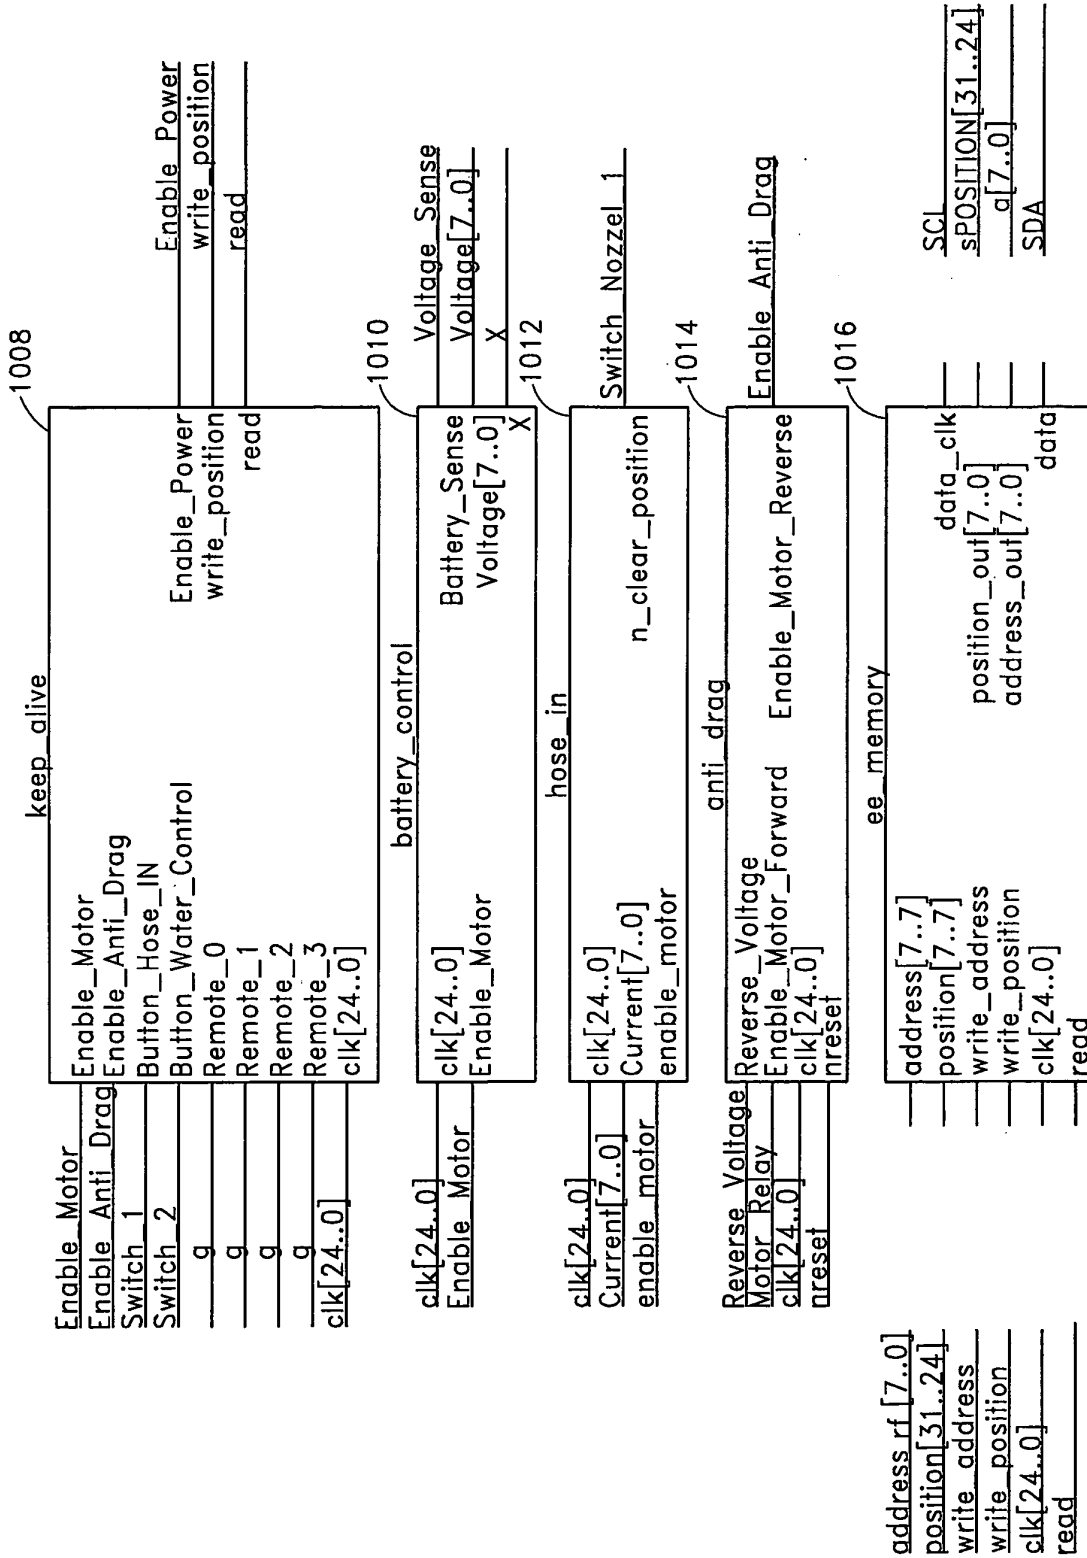 keep_alive
1008
Enable_Motor
Enable_Anti_Drag
Switch_1
Switch_2
q
q
q
q
clk[24..0]
Enable_Motor
Enable_Anti_Drag
Button_Hose_IN
Button_Water_Control
Remote_0
Remote_1
Remote_2
Remote_3
clk[24..0]
Enable_Power
write_position
read
Enable_Power
write_position
read
battery_control
1010
clk[24..0]
Enable_Motor
clk[24..0]
Enable_Motor
Battery_Sense
Voltage[7..0]
X
Voltage_Sense
Voltage[7..0]
X
hose_in
1012
clk[24..0]
Current[7..0]
enable_motor
clk[24..0]
Current[7..0]
enable_motor
n_clear_position
Switch_Nozzel_1
anti_drag
1014
Reverse_Voltage
Motor_Relay
clk[24..0]
nreset
Reverse_Voltage
Enable_Motor_Forward
clk[24..0]
nreset
Enable_Motor_Reverse
Enable_Anti_Drag
ee_memory
1016
address rf [7..0]
position[31..24]
write_address
write_position
clk[24..0]
read
address[7..7]
position[7..7]
write_address
write_position
clk[24..0]
read
data_clk
position_out[7..0]
address_out[7..0]
data
SCL
sPOSITION[31..24]
a[7..0]
SDA